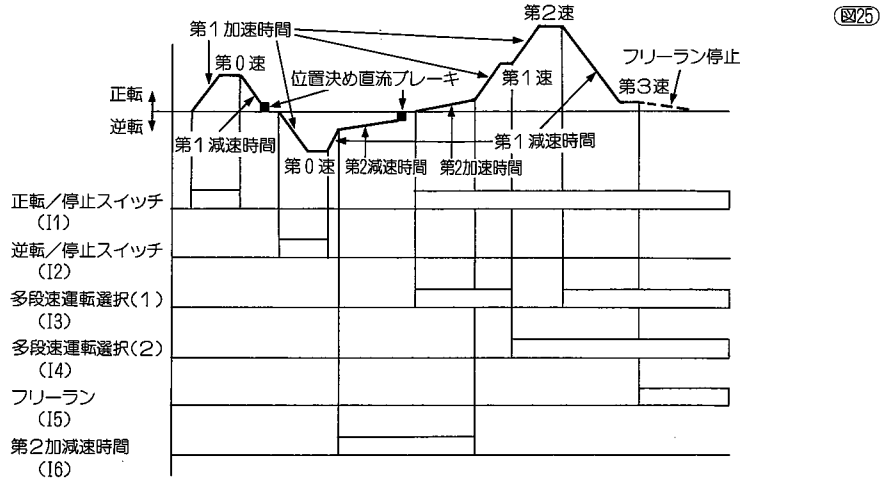 図25
第2速
第1加速時間
第0速
フリーラン停止
位置決め直流ブレーキ
第1速
第3速
正転
逆転
第1減速時間
第0速
第2減速時間
第2加速時間
第1減速時間
正転／停止スイッチ
(I1)
逆転／停止スイッチ
(I2)
多段速運転選択(1)
(I3)
多段速運転選択(2)
(I4)
フリーラン
(I5)
第2加減速時間
(I6)